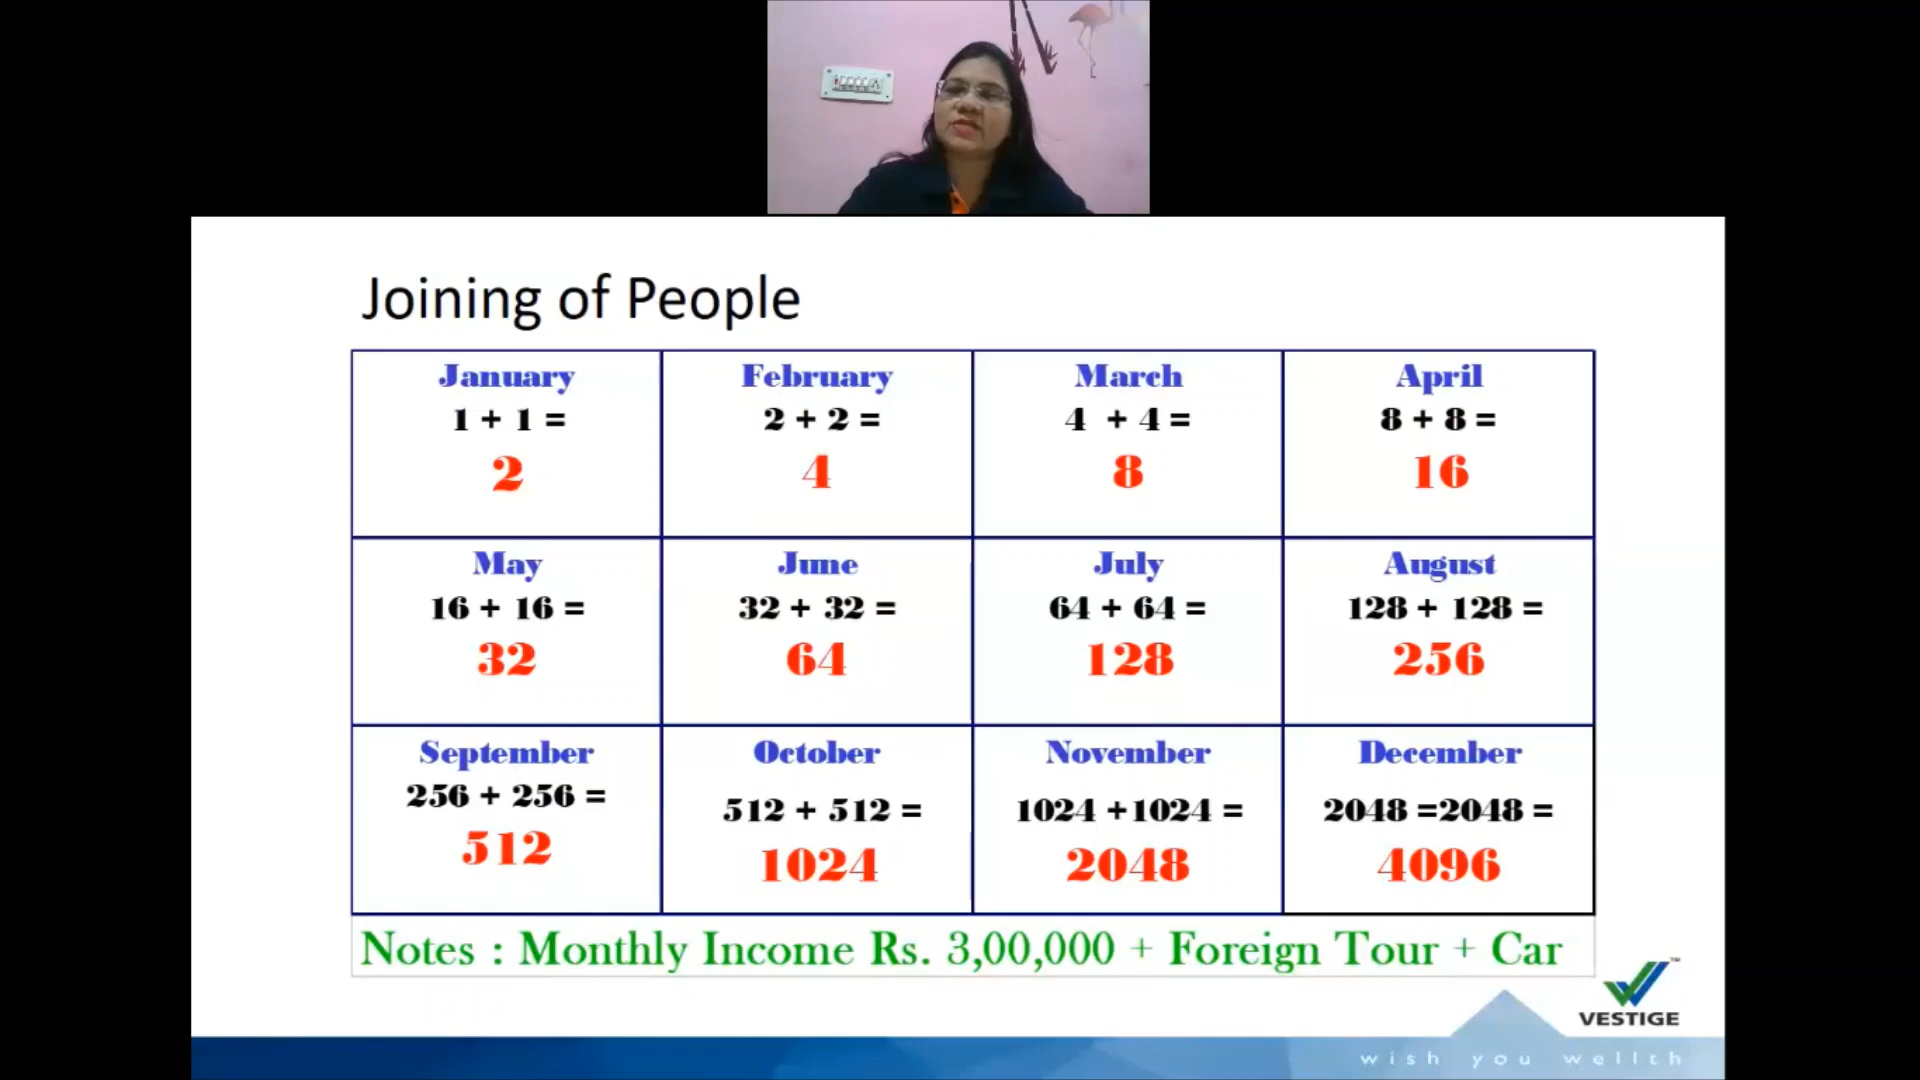 Joining of People
January
1 + 1 =
2
February
2 + 2 =
4
March
4 + 4 =
8
April
8 + 8 =
16
May
16 + 16 =
32
June
32 + 32 =
64
July
64 + 64 =
128
August
128 + 128 =
256
September
256 + 256 =
512
October
512 + 512 =
1024
November
1024 +1024 =
2048
December
2048 =2048 =
4096
Notes : Monthly Income Rs. 3,00,000 + Foreign Tour + Car
TM
VESTIGE
wish you wellth